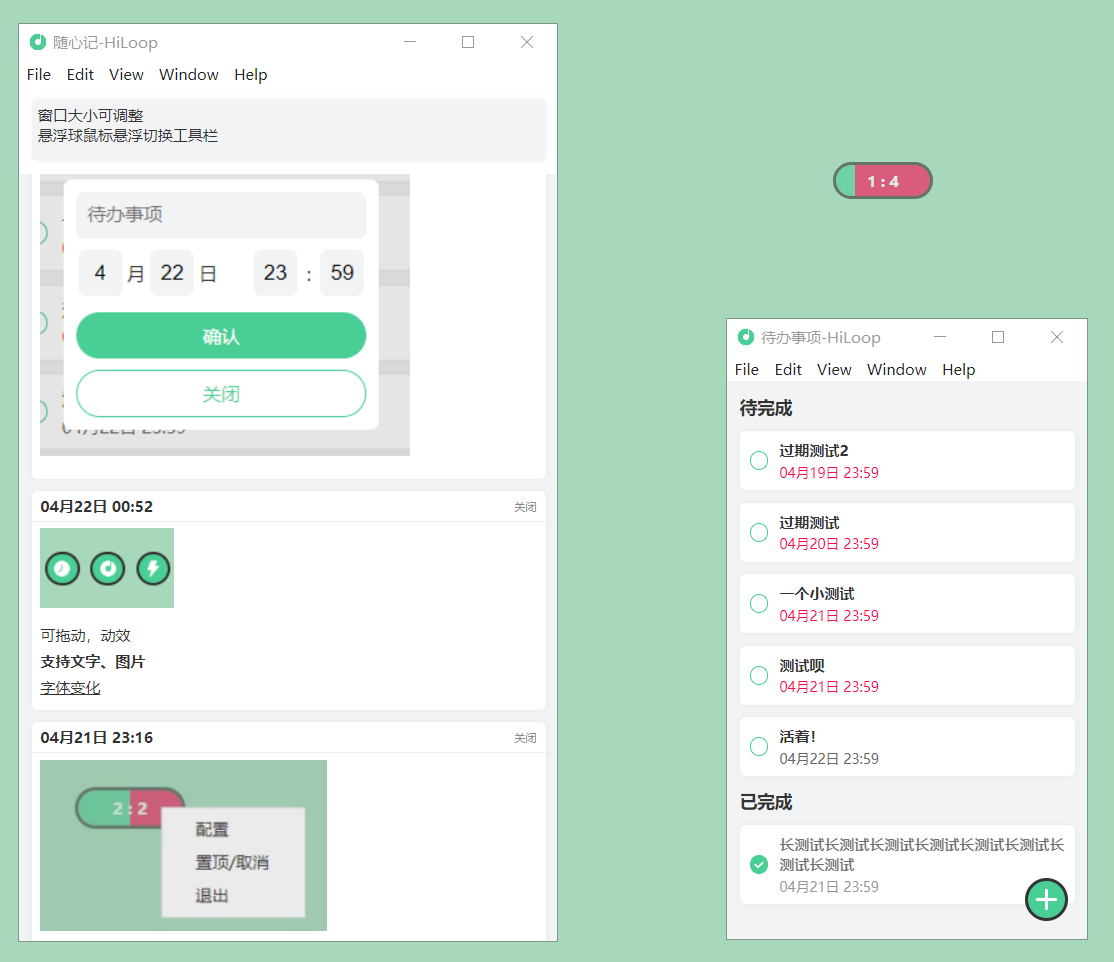 随心记-HiLoop
File Edit View Window Help
窗口大小可调整
悬浮球鼠标悬浮切换工具栏
待办事项
4 月 22 日 23 : 59
确认
关闭
04月22日 23:59
04月22日 00:52 关闭
可拖动，动效
支持文字、图片
字体变化
04月21日 23:16 关闭
2 : 2
配置
置顶/取消
退出
1 : 4
待办事项-HiLoop
File Edit View Window Help
待完成
过期测试2
04月19日 23:59
过期测试
04月20日 23:59
一个小测试
04月21日 23:59
测试呗
04月21日 23:59
活着！
04月22日 23:59
已完成
长测试长测试长测试长测试长测试长测试长
测试长测试
04月21日 23:59